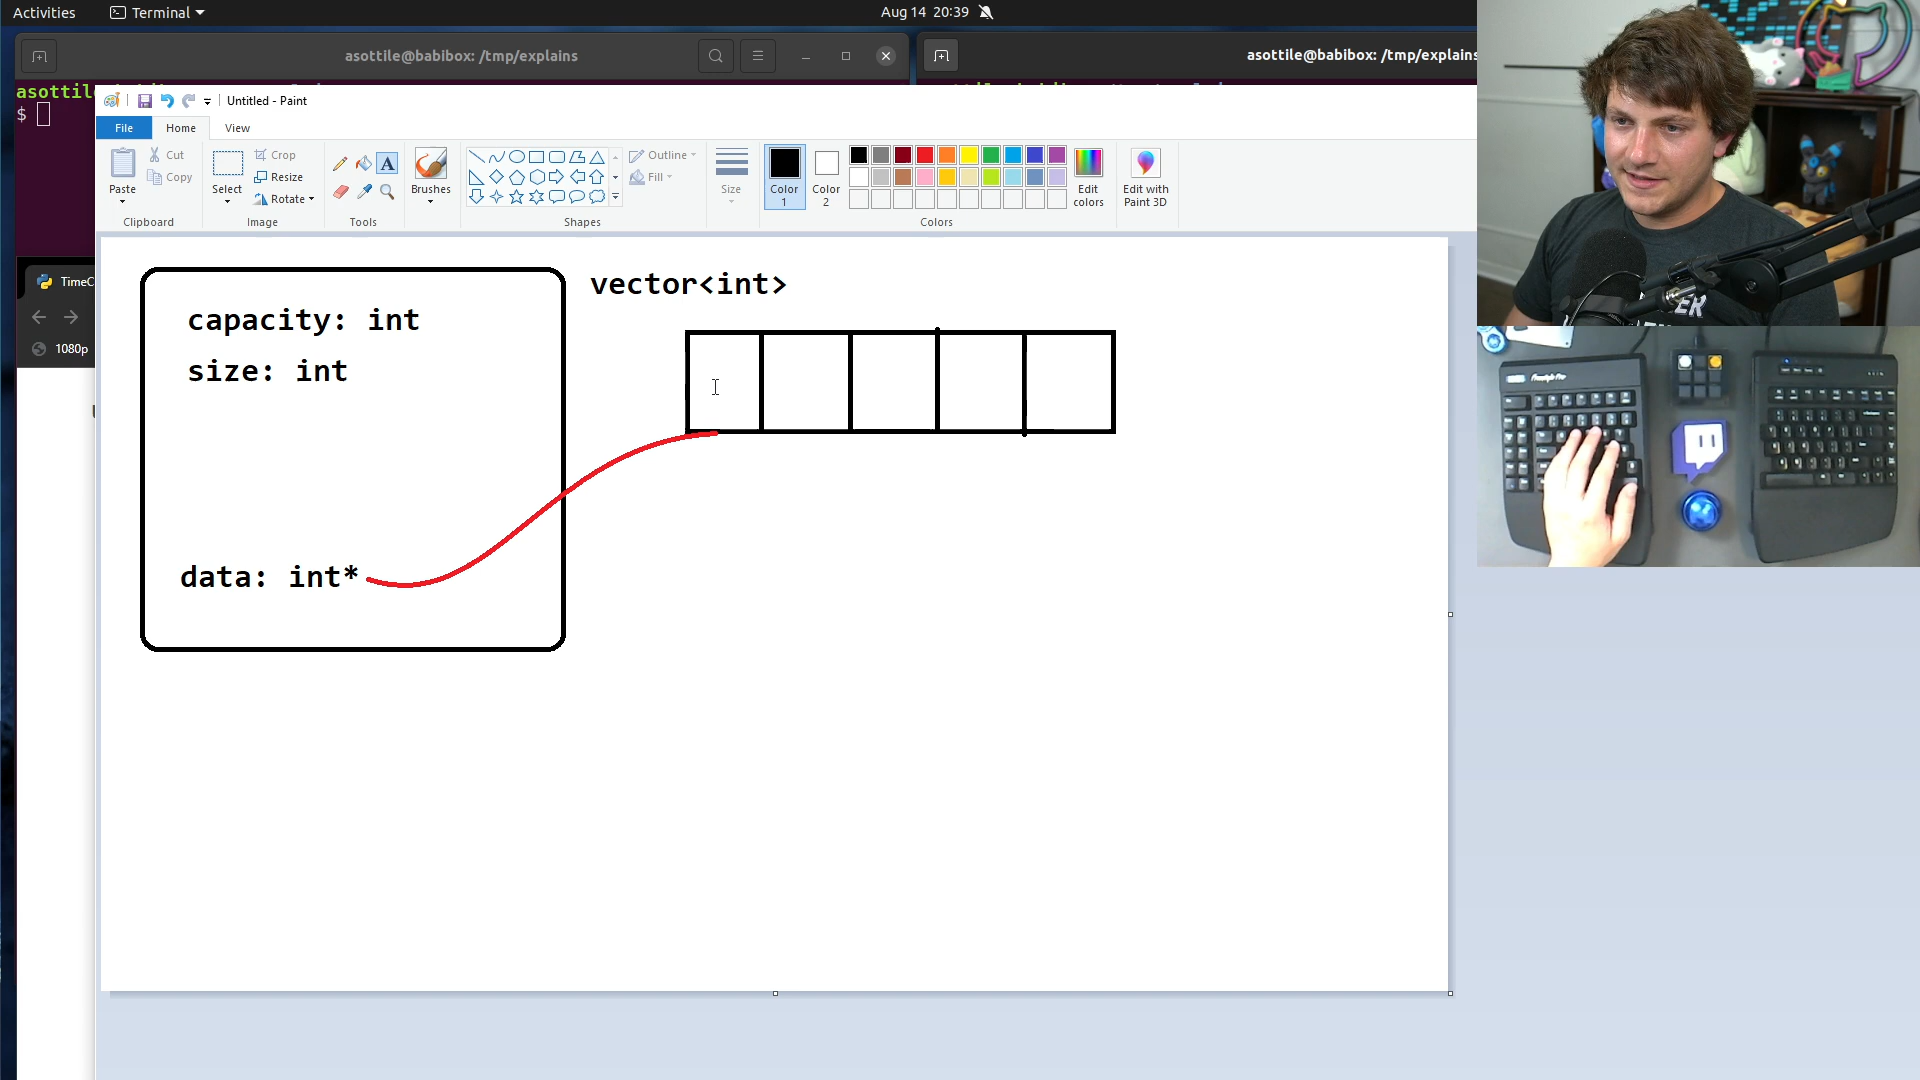 Activities
Terminal
Aug 14 20:39
asottile@babibox: /tmp/explains
asottile@babibox: /tmp/explains
$
Untitled - Paint
File
Home
View
Paste
Cut
Copy
Clipboard
Select
Crop
Resize
Rotate
Image
A
Tools
Brushes
Outline
Fill
Shapes
Size
Color
1
Color
2
Edit
colors
Edit with
Paint 3D
Colors
1080p
vector<int>
capacity: int
size: int
data: int*